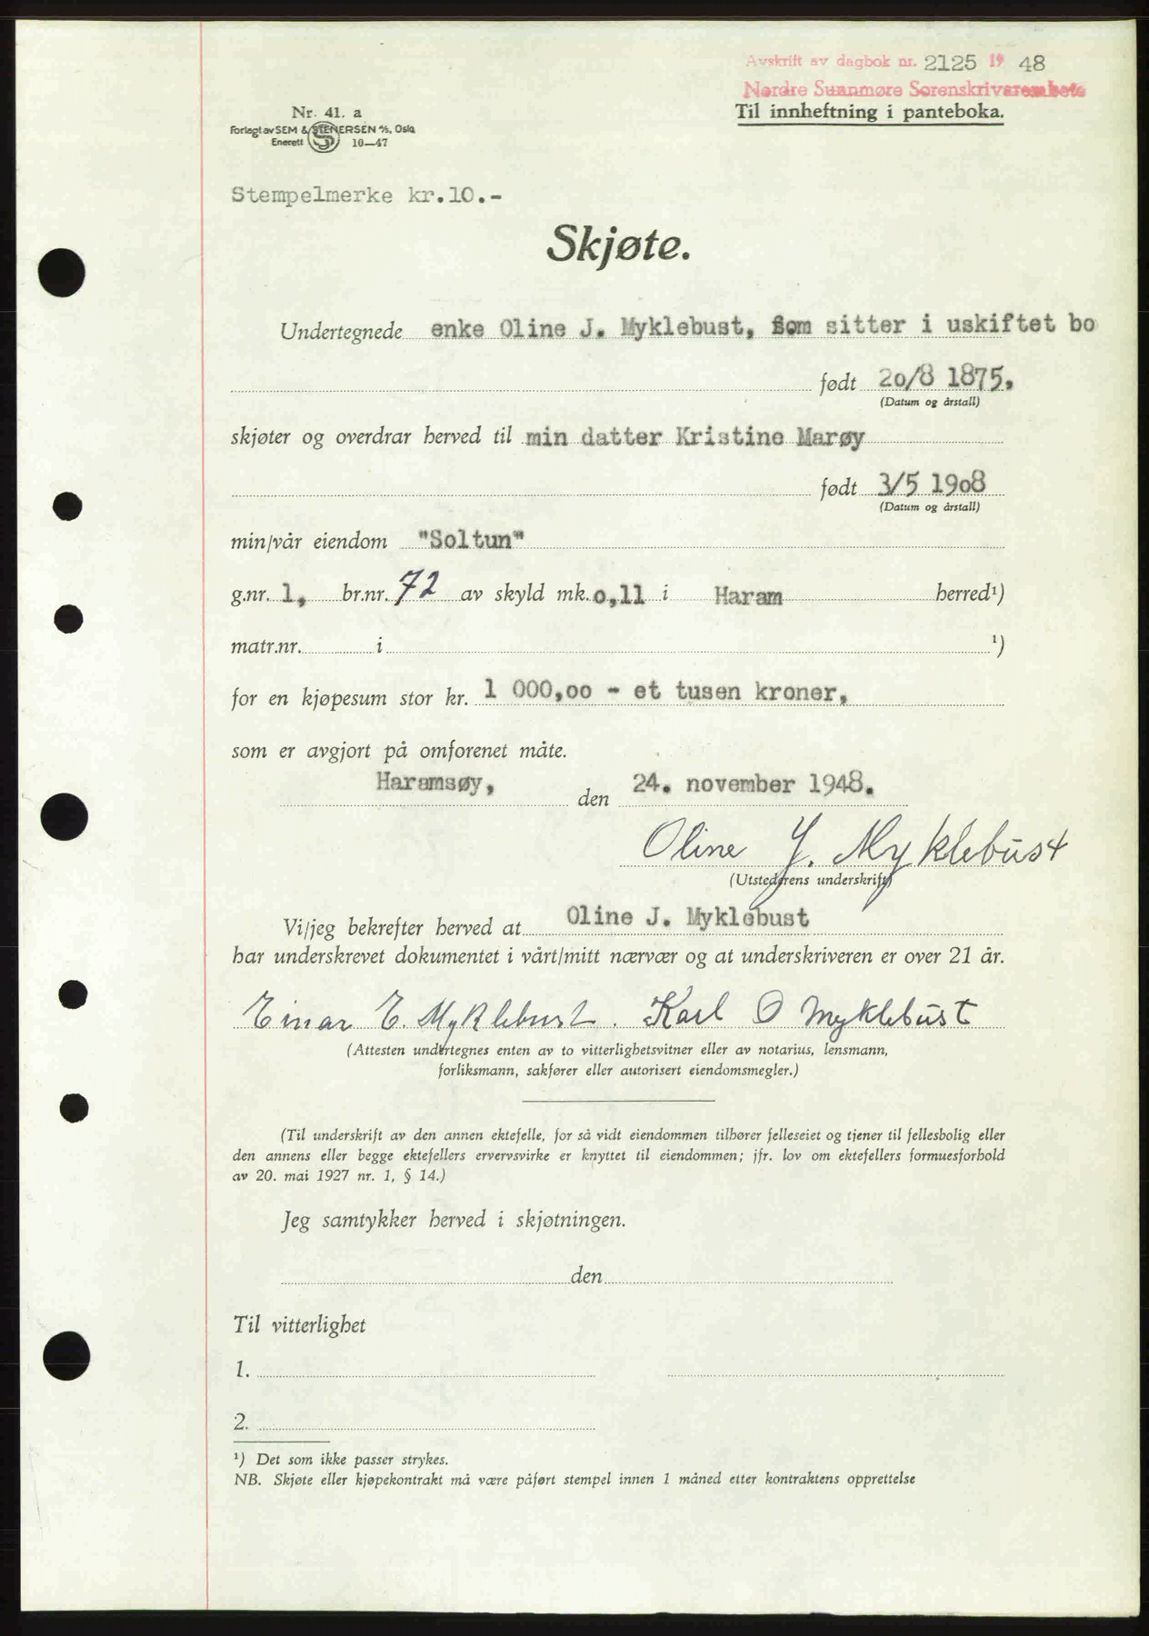 Avskrift av dagbok nr. 2125 19 48
Nordre Sunnmøre Sorenskriverembete
Til innheftning i panteboka.
Nr. 41. a
Forlagt av SEM & STENERSEN A/S, Oslo
Enerett 10—47
Stempelmerke kr.10.-
Skjøte.
Undertegnede enke Oline J. Myklebust, som sitter i uskiftet bo
født 20/8 1875,
(Datum og årstall)
skjøter og overdrar herved til min datter Kristine Marøy
født 3/5 1908
(Datum og årstall)
min/vår eiendom "Soltun"
g.nr. 1, br.nr. 72 av skyld mk. 0,11 i Haram herred¹)
matr.nr. i ¹)
for en kjøpesum stor kr. 1 000,00 - et tusen kroner,
som er avgjort på omforenet måte.
Haramsøy, den 24. november 1948.
Oline J. Myklebust
(Utstederens underskrift)
Vi/jeg bekrefter herved at Oline J. Myklebust
har underskrevet dokumentet i vårt/mitt nærvær og at underskriveren er over 21 år.
Einar E. Myklebust. Karl O Myklebust
(Attesten undertegnes enten av to vitterlighetsvitner eller av notarius, lensmann,
forliksmann, sakfører eller autorisert eiendomsmegler.)
(Til underskrift av den annen ektefelle, for så vidt eiendommen tilhører felleseiet og tjener til fellesbolig eller
den annens eller begge ektefellers ervervsvirke er knyttet til eiendommen; jfr. lov om ektefellers formuesforhold
av 20. mai 1927 nr. 1, § 14.)
Jeg samtykker herved i skjøtningen.
den
Til vitterlighet
1.
2.
¹) Det som ikke passer strykes.
NB. Skjøte eller kjøpekontrakt må være påført stempel innen 1 måned etter kontraktens opprettelse